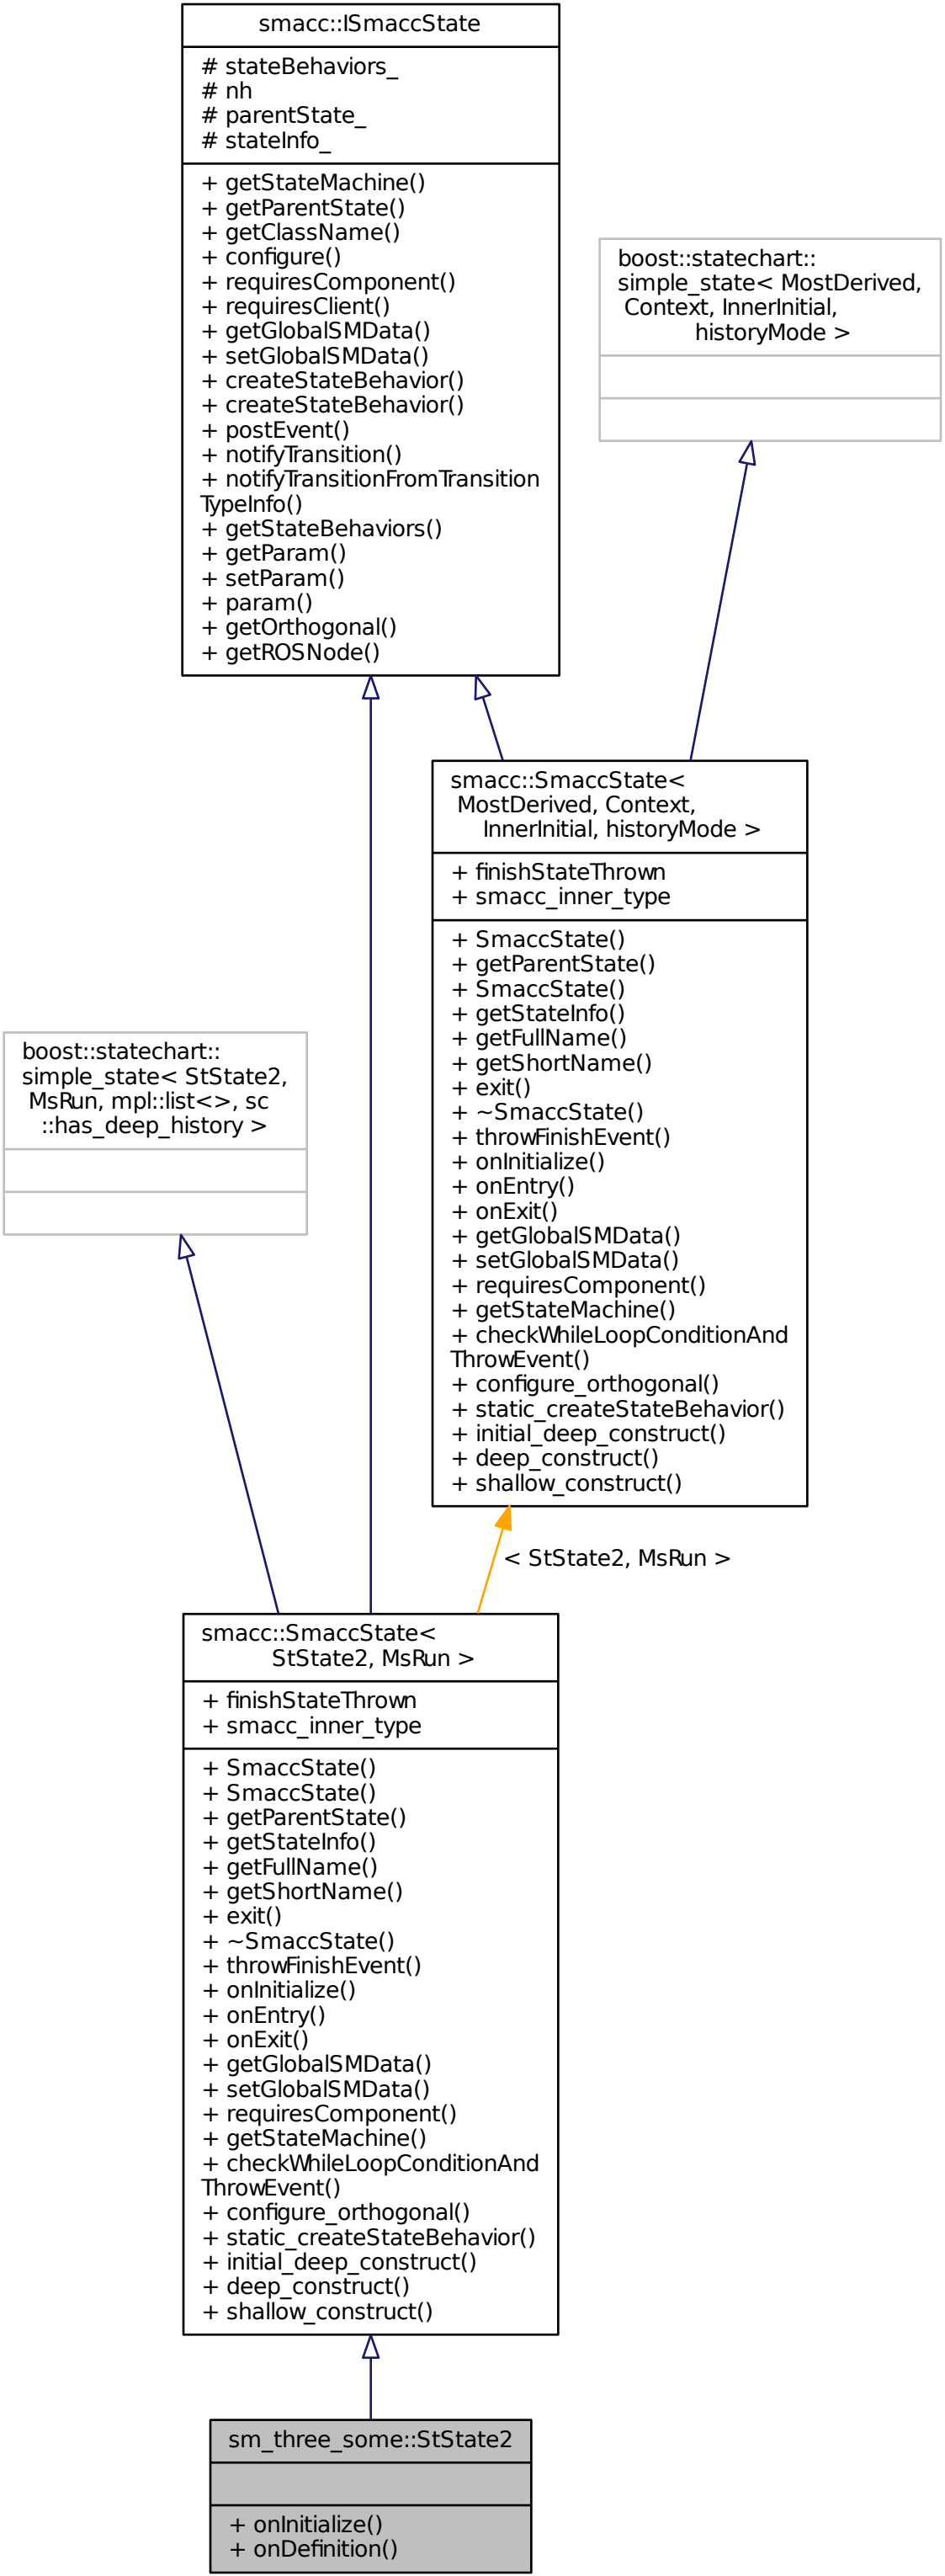 smacc::ISmaccState
# stateBehaviors_
# nh
# parentState_
# stateInfo_
+ getStateMachine()
+ getParentState()
+ getClassName()
+ configure()
+ requiresComponent()
+ requiresClient()
+ getGlobalSMData()
+ setGlobalSMData()
+ createStateBehavior()
+ createStateBehavior()
+ postEvent()
+ notifyTransition()
+ notifyTransitionFromTransition
TypeInfo()
+ getStateBehaviors()
+ getParam()
+ setParam()
+ param()
+ getOrthogonal()
+ getROSNode()
boost::statechart::
simple_state< MostDerived,
Context, InnerInitial,
historyMode >
smacc::SmaccState<
MostDerived, Context,
InnerInitial, historyMode >
+ finishStateThrown
+ smacc_inner_type
+ SmaccState()
+ getParentState()
+ SmaccState()
+ getStateInfo()
+ getFullName()
+ getShortName()
+ exit()
+ ~SmaccState()
+ throwFinishEvent()
+ onInitialize()
+ onEntry()
+ onExit()
+ getGlobalSMData()
+ setGlobalSMData()
+ requiresComponent()
+ getStateMachine()
+ checkWhileLoopConditionAnd
ThrowEvent()
+ configure_orthogonal()
+ static_createStateBehavior()
+ initial_deep_construct()
+ deep_construct()
+ shallow_construct()
boost::statechart::
simple_state< StState2,
MsRun, mpl::list<>, sc
::has_deep_history >
< StState2, MsRun >
smacc::SmaccState<
StState2, MsRun >
+ finishStateThrown
+ smacc_inner_type
+ SmaccState()
+ SmaccState()
+ getParentState()
+ getStateInfo()
+ getFullName()
+ getShortName()
+ exit()
+ ~SmaccState()
+ throwFinishEvent()
+ onInitialize()
+ onEntry()
+ onExit()
+ getGlobalSMData()
+ setGlobalSMData()
+ requiresComponent()
+ getStateMachine()
+ checkWhileLoopConditionAnd
ThrowEvent()
+ configure_orthogonal()
+ static_createStateBehavior()
+ initial_deep_construct()
+ deep_construct()
+ shallow_construct()
sm_three_some::StState2
+ onInitialize()
+ onDefinition()